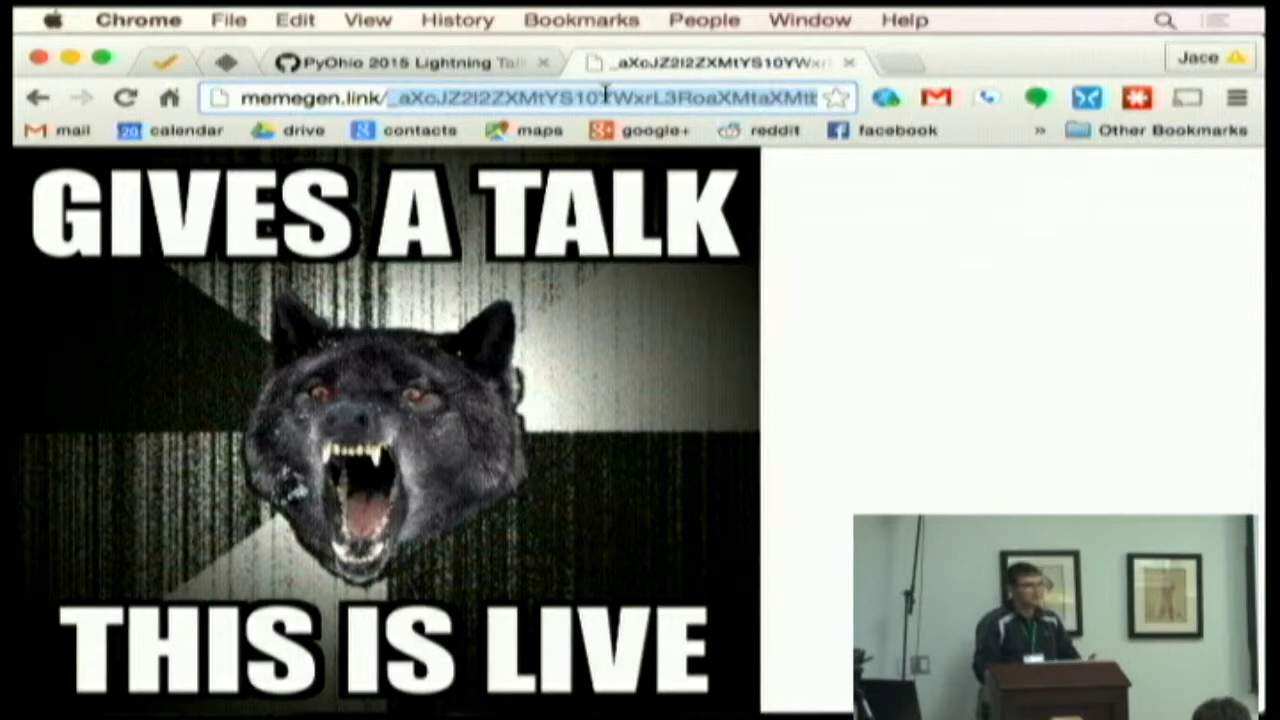 Chrome File Edit View History Bookmarks People Window Help
PyOhio 2015 Lightning Tal
Jace
memegen.link/
mail calendar drive contacts maps google+ reddit facebook » Other Bookmarks
GIVES A TALK
THIS IS LIVE